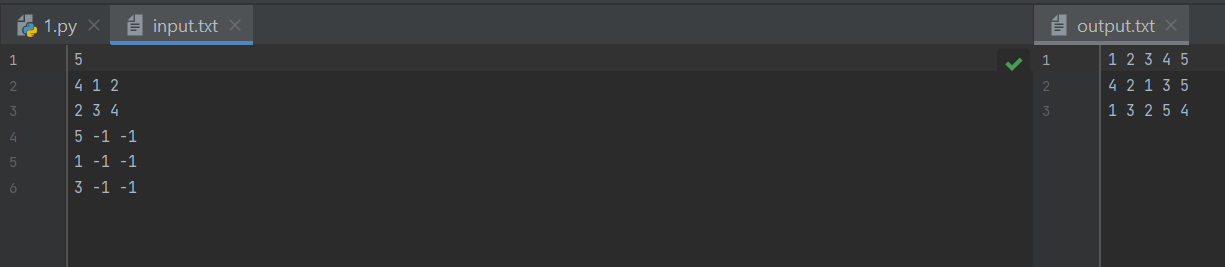 1.py input.txt output.txt
1 5
2 4 1 2
3 2 3 4
4 5 -1 -1
5 1 -1 -1
6 3 -1 -1
1 1 2 3 4 5
2 4 2 1 3 5
3 1 3 2 5 4